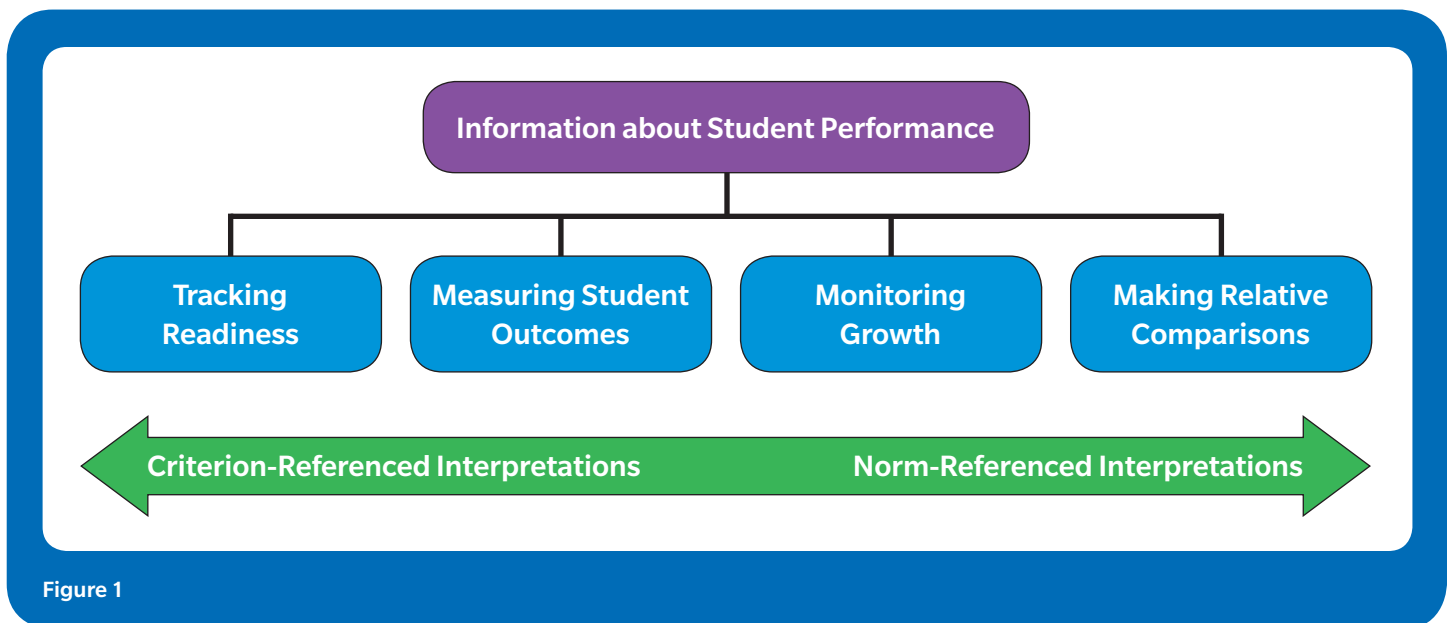 Information about Student Performance
Tracking
Readiness
Measuring Student
Outcomes
Monitoring
Growth
Making Relative
Comparisons
Criterion-Referenced Interpretations
Norm-Referenced Interpretations
Figure 1